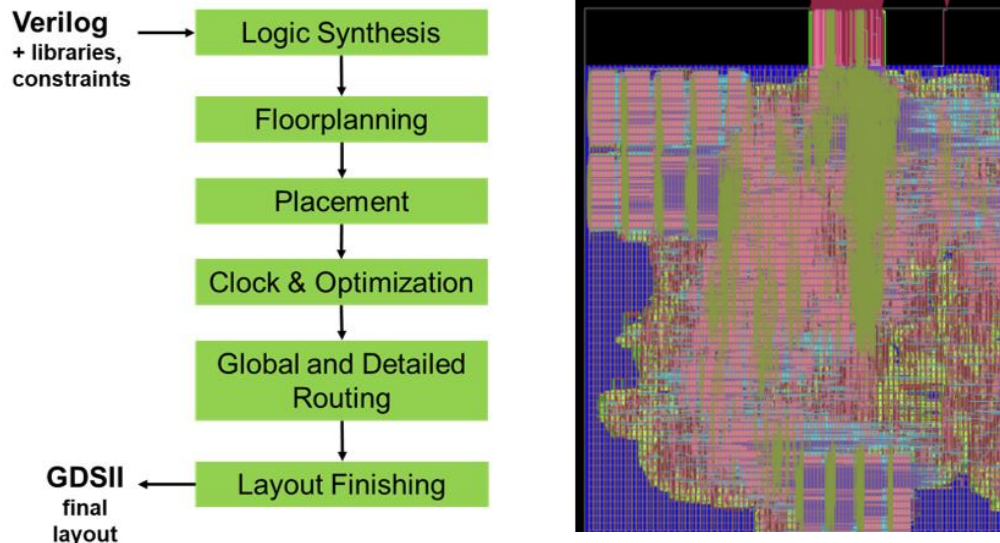 Verilog
+ libraries,
constraints
Logic Synthesis
Floorplanning
Placement
Clock & Optimization
Global and Detailed
Routing
Layout Finishing
GDSII
final
layout